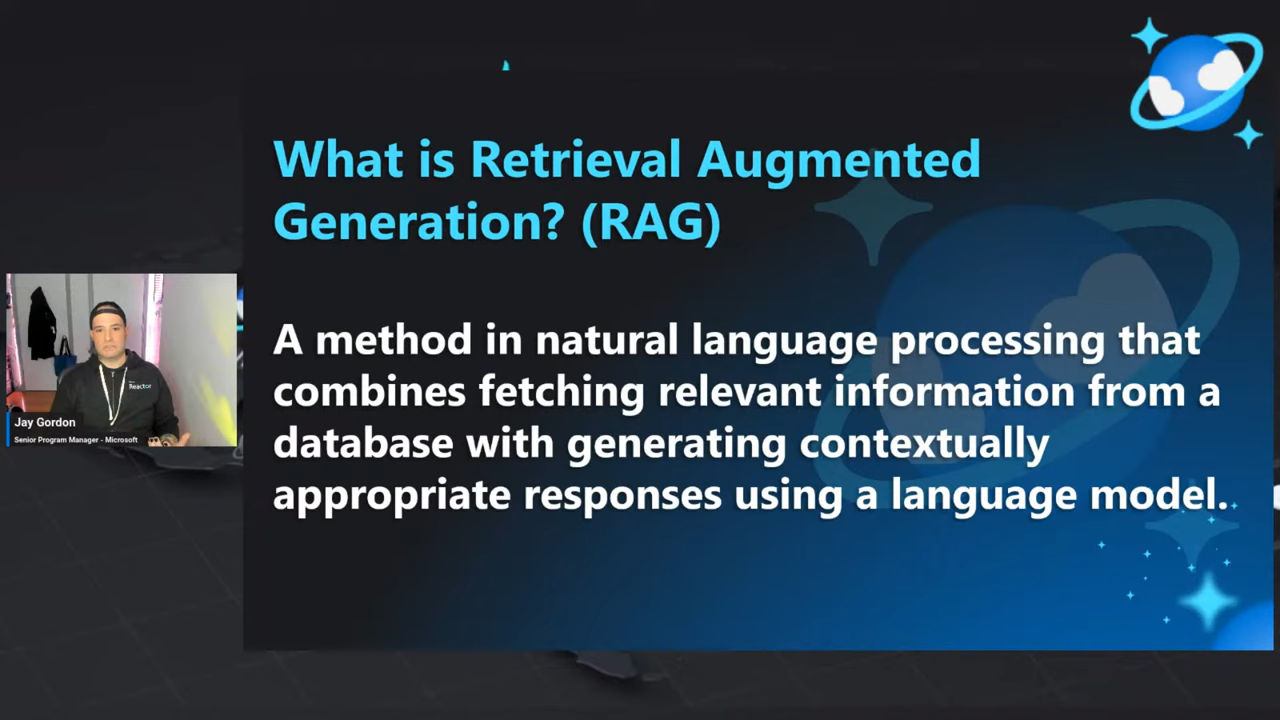 What is Retrieval Augmented
Generation? (RAG)
A method in natural language processing that
combines fetching relevant information from a
database with generating contextually
appropriate responses using a language model.
Reactor
Jay Gordon
Senior Program Manager - Microsoft